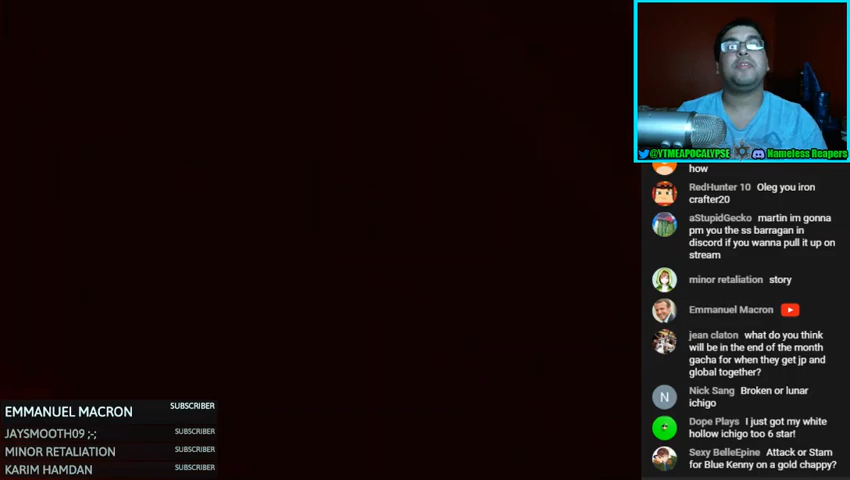 @YTMEAPOCALYPSE Nameless Reapers
how
RedHunter 10 Oleg you iron
crafter20
aStupidGecko martin im gonna
pm you the ss barragan in
discord if you wanna pull it up on
stream
minor retaliation story
Emmanuel Macron
jean claton what do you think
will be in the end of the month
gacha for when they get jp and
global together?
Nick Sang Broken or lunar
ichigo
N
Dope Plays I just got my white
hollow ichigo too 6 star!
Sexy BelleEpine Attack or Stam
for Blue Kenny on a gold chappy?
EMMANUEL MACRON SUBSCRIBER
JAYSMOOTH09 ;-; SUBSCRIBER
MINOR RETALIATION SUBSCRIBER
KARIM HAMDAN SUBSCRIBER